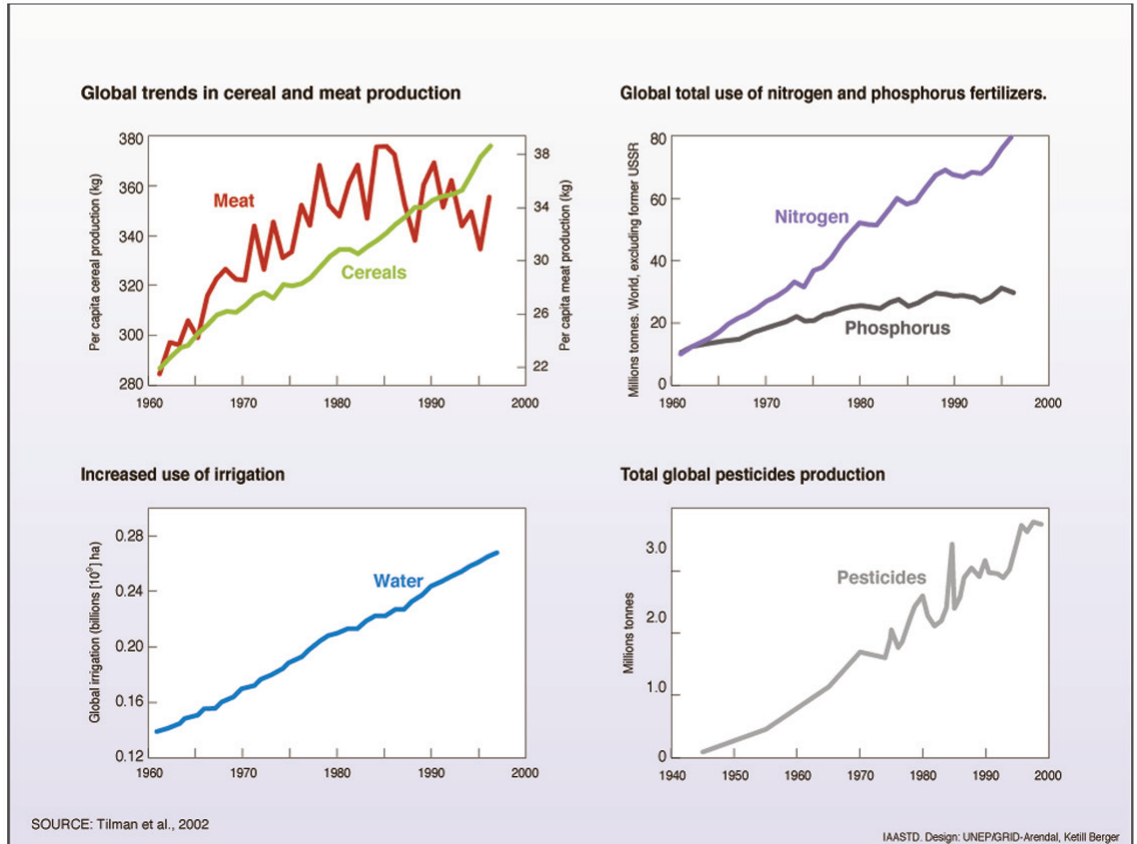 Global trends in cereal and meat production
Per capita cereal production (kg)
380
360
340
320
300
280
Meat
Cereals
38
34
30
26
22
Per capita meat production (kg)
1960
1970
1980
1990
2000
Global total use of nitrogen and phosphorus fertilizers.
Millions tonnes. World, excluding former USSR
80
60
40
20
0
Nitrogen
Phosphorus
1960
1970
1980
1990
2000
Increased use of irrigation
Global irrigation (billions [10⁹] ha)
0.28
0.24
0.20
0.16
0.12
Water
1960
1970
1980
1990
2000
Total global pesticides production
Millions tonnes
3.0
2.0
1.0
0
Pesticides
1940
1950
1960
1970
1980
1990
2000
SOURCE: Tilman et al., 2002
IAASTD. Design: UNEP/GRID-Arendal, Ketill Berger